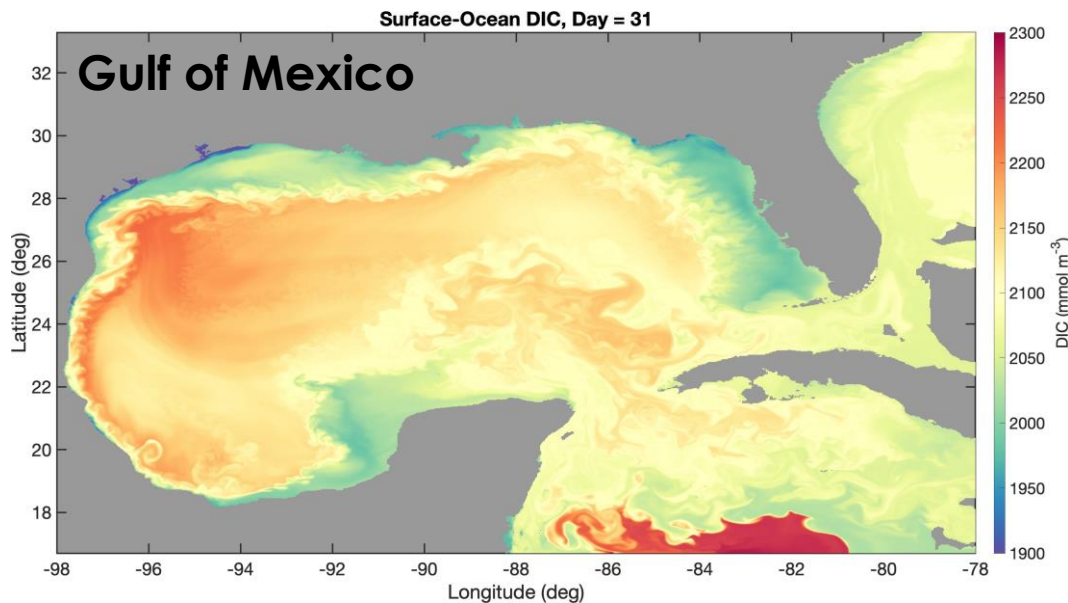 Surface-Ocean DIC, Day = 31
Gulf of Mexico
32
30
28
26
24
22
20
18
Latitude (deg)
-98 -96 -94 -92 -90 -88 -86 -84 -82 -80 -78
Longitude (deg)
2300
2250
2200
2150
2100
2050
2000
1950
1900
DIC (mmol m⁻³)